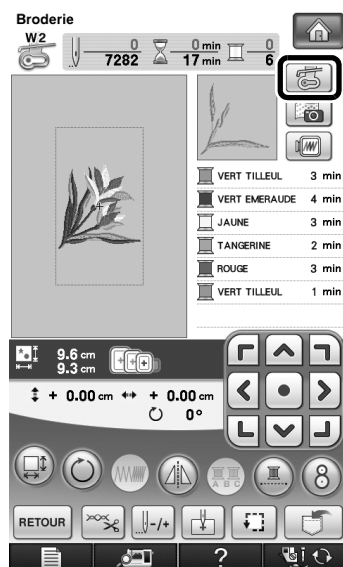 Broderie
W2
0 0 min 0
7282 17 min 6
VERT TILLEUL 3 min
VERT EMERAUDE 4 min
JAUNE 3 min
TANGERINE 2 min
ROUGE 3 min
VERT TILLEUL 1 min
9.6 cm
9.3 cm
+ 0.00 cm + 0.00 cm
0°
A B C
8
RETOUR -/+
?